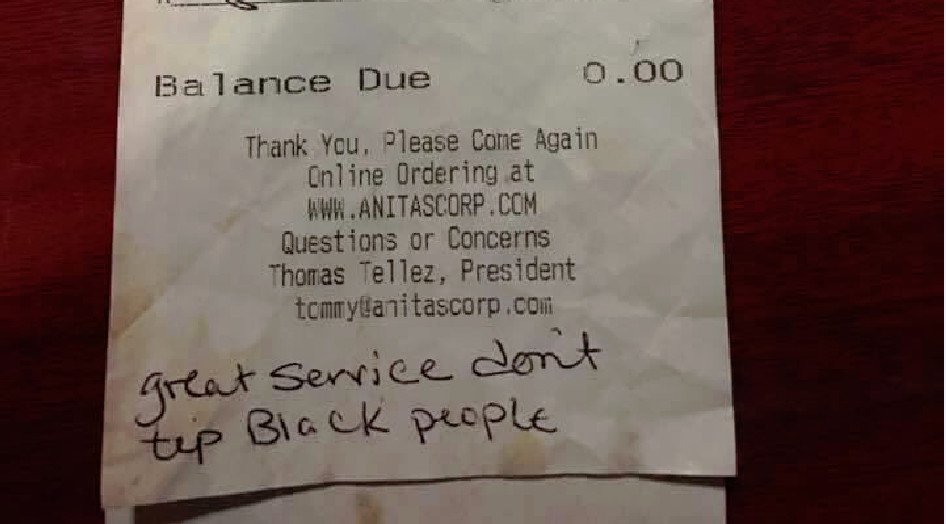 Balance Due 0.00
Thank You, Please Come Again
Online Ordering at
WWW.ANITASCORP.COM
Questions or Concerns
Thomas Tellez, President
tommy@anitascorp.com
great service don't
tip Black people